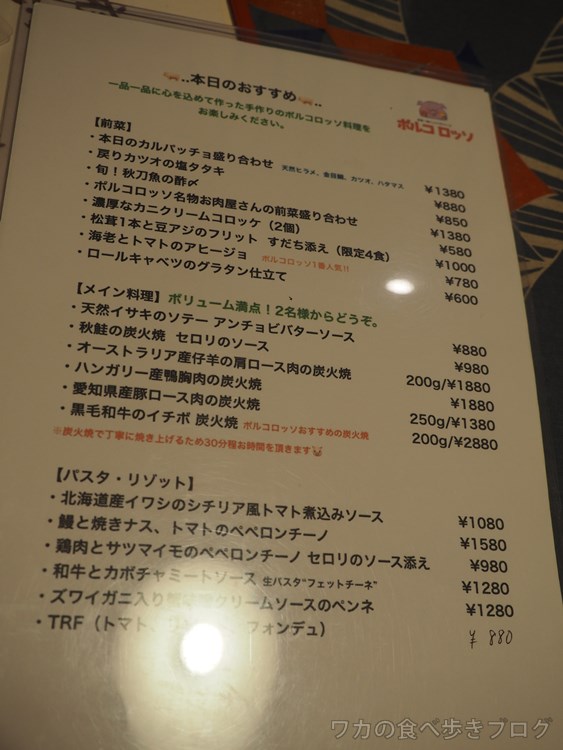 ..本日のおすすめ..
一品一品に心を込めて作った手作りのポルコロッソ料理を
お楽しみください。
ポルコ ロッソ
【前菜】
・本日のカルパッチョ盛り合わせ 天然ヒラメ、金目鯛、カツオ、ハタマス ¥1380
・戻りカツオの塩タタキ ¥880
・旬！秋刀魚の酢〆 ¥850
・ポルコロッソ名物お肉屋さんの前菜盛り合わせ ¥1380
・濃厚なカニクリームコロッケ（2個） ¥580
・松茸1本と豆アジのフリット すだち添え（限定4食） ¥1000
・海老とトマトのアヒージョ ポルコロッソ1番人気!! ¥780
・ロールキャベツのグラタン仕立て ¥600
【メイン料理】ボリューム満点！2名様からどうぞ。
・天然イサキのソテー アンチョビバターソース ¥880
・秋鮭の炭火焼 セロリのソース ¥980
・オーストラリア産仔羊の肩ロース肉の炭火焼 200g/¥1880
・ハンガリー産鴨胸肉の炭火焼 ¥1880
・愛知県産豚ロース肉の炭火焼 250g/¥1380
・黒毛和牛のイチボ 炭火焼 ポルコロッソおすすめの炭火焼 200g/¥2880
※炭火焼で丁寧に焼き上げるため30分程お時間を頂きます
【パスタ・リゾット】
・北海道産イワシのシチリア風トマト煮込みソース ¥1080
・鰻と焼きナス、トマトのペペロンチーノ ¥1580
・鶏肉とサツマイモのペペロンチーノ セロリのソース添え ¥980
・和牛とカボチャミートソース 生パスタ"フェットチーネ" ¥1280
・ズワイガニ入り クリームソースのペンネ ¥1280
・TRF（トマト、 フォンデュ） ¥880
ワカの食べ歩きブログ